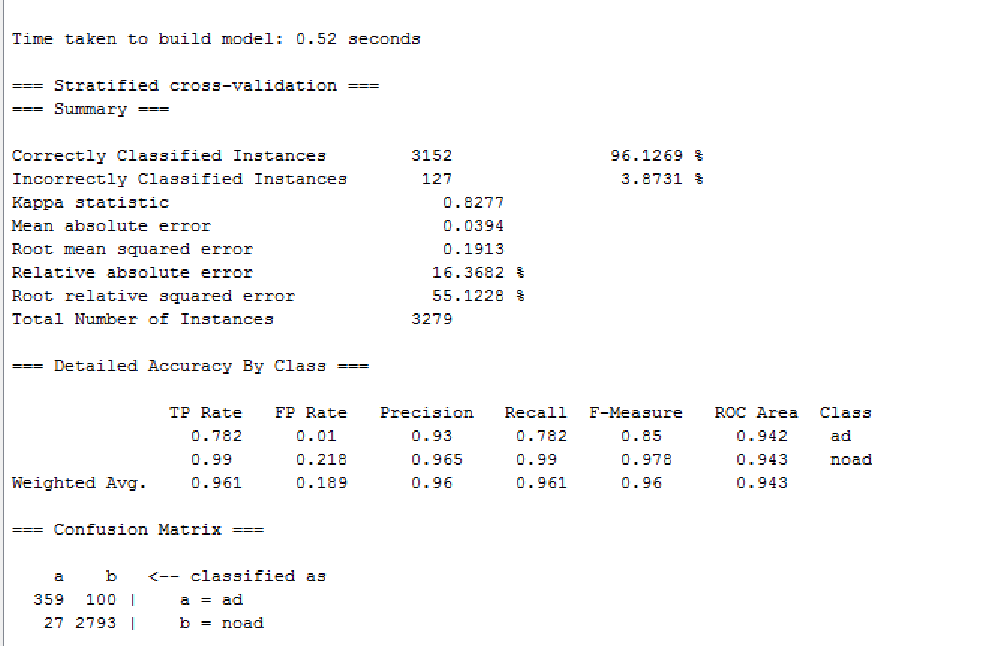 Time taken to build model: 0.52 seconds
=== Stratified cross-validation ===
=== Summary ===
Correctly Classified Instances        3152               96.1269 %
Incorrectly Classified Instances       127                3.8731 %
Kappa statistic                          0.8277
Mean absolute error                      0.0394
Root mean squared error                  0.1913
Relative absolute error                 16.3682 %
Root relative squared error             55.1228 %
Total Number of Instances             3279
=== Detailed Accuracy By Class ===
               TP Rate   FP Rate   Precision   Recall  F-Measure   ROC Area  Class
                 0.782     0.01       0.93      0.782     0.85       0.942    ad
                 0.99      0.218      0.965     0.99      0.978      0.943    noad
Weighted Avg.    0.961     0.189      0.96      0.961     0.96       0.943
=== Confusion Matrix ===
    a    b   <-- classified as
  359  100 |    a = ad
   27 2793 |    b = noad